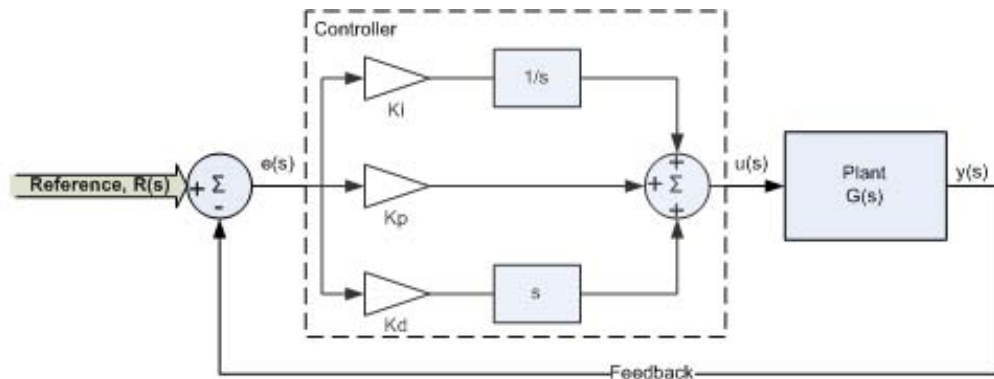 Controller
Ki
1/s
Reference, R(s)
+ Σ
-
e(s)
Kp
+
+ Σ
+
u(s)
Plant
G(s)
y(s)
Kd
s
Feedback